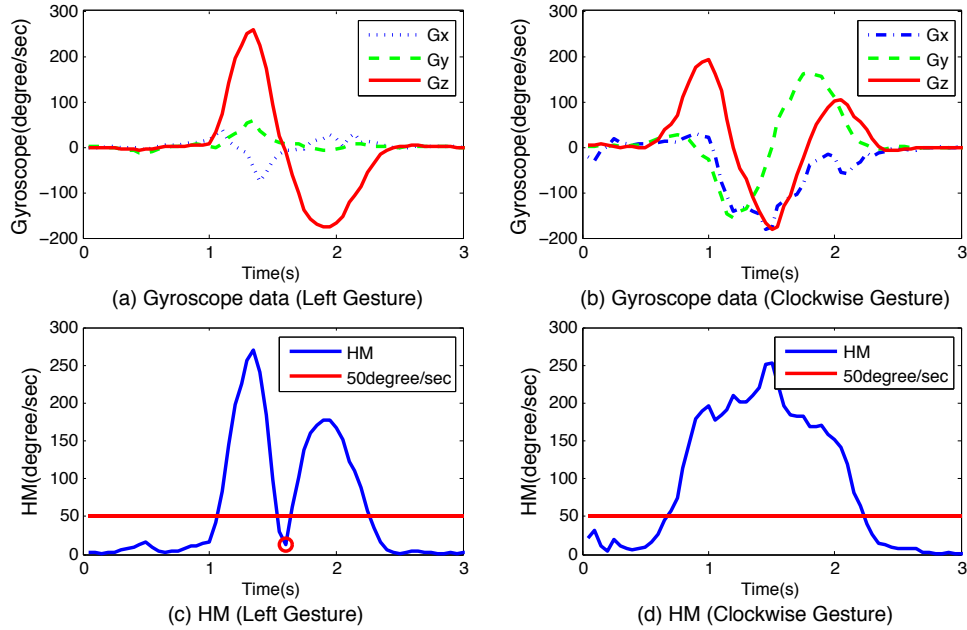 300
200
100
0
−100
−200
Gyroscope(degree/sec)
Gx
Gy
Gz
0 1 2 3
Time(s)
(a) Gyroscope data (Left Gesture)
300
200
100
0
−100
−200
Gyroscope(degree/sec)
Gx
Gy
Gz
0 1 2 3
Time(s)
(b) Gyroscope data (Clockwise Gesture)
300
250
200
150
100
50
0
HM(degree/sec)
HM
50degree/sec
0 1 2 3
Time(s)
(c) HM (Left Gesture)
300
250
200
150
100
50
0
HM(degree/sec)
HM
50degree/sec
0 1 2 3
Time(s)
(d) HM (Clockwise Gesture)